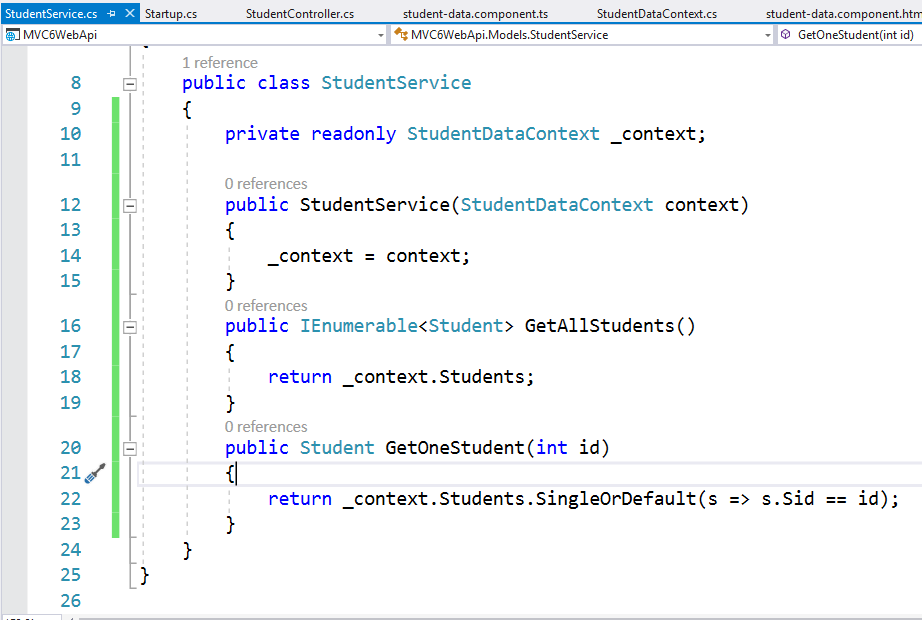 StudentService.cs Startup.cs StudentController.cs student-data.component.ts StudentDataContext.cs student-data.component.htm
MVC6WebApi MVC6WebApi.Models.StudentService GetOneStudent(int id)
1 reference
8 public class StudentService
9 {
10 private readonly StudentDataContext _context;
11
0 references
12 public StudentService(StudentDataContext context)
13 {
14 _context = context;
15 }
0 references
16 public IEnumerable<Student> GetAllStudents()
17 {
18 return _context.Students;
19 }
0 references
20 public Student GetOneStudent(int id)
21 {
22 return _context.Students.SingleOrDefault(s => s.Sid == id);
23 }
24 }
25 }
26